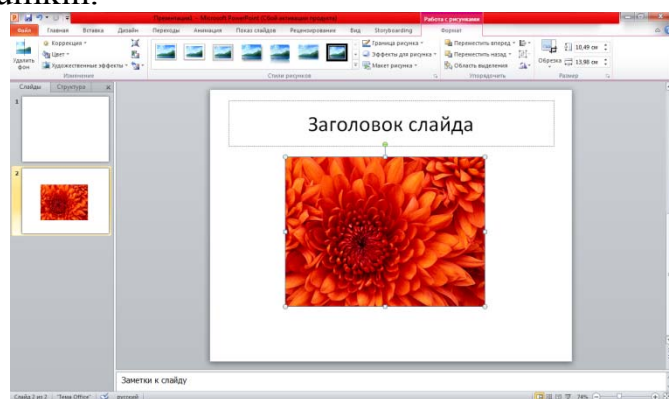 Презентация1 - Microsoft PowerPoint (Сбой активации продукта)
Работа с рисунками
Файл Главная Вставка Дизайн Переходы Анимация Показ слайдов Рецензирование Вид Storyboarding Формат
Удалить фон
Коррекция
Цвет
Художественные эффекты
Граница рисунка
Эффекты для рисунка
Макет рисунка
Переместить вперед
Переместить назад
Область выделения
Обрезка
10,49 см
13,98 см
Изменение Стили рисунков Упорядочить Размер
Слайды Структура x
1
Заголовок слайда
2
Заметки к слайду
Слайд 2 из 2 "Тема Office" русский 74%